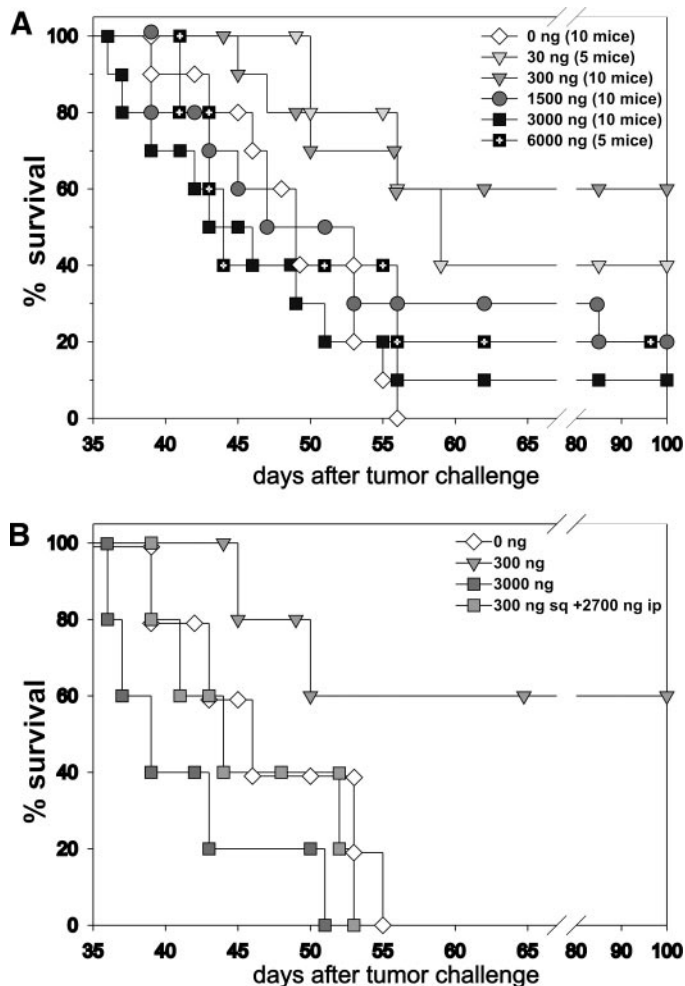 A
100
80
60
40
20
0
% survival
0 ng (10 mice)
30 ng (5 mice)
300 ng (10 mice)
1500 ng (10 mice)
3000 ng (10 mice)
6000 ng (5 mice)
35 40 45 50 55 60 65 80 90 100
days after tumor challenge
B
100
80
60
40
20
0
% survival
0 ng
300 ng
3000 ng
300 ng sq +2700 ng ip
35 40 45 50 55 60 65 80 90 100
days after tumor challenge